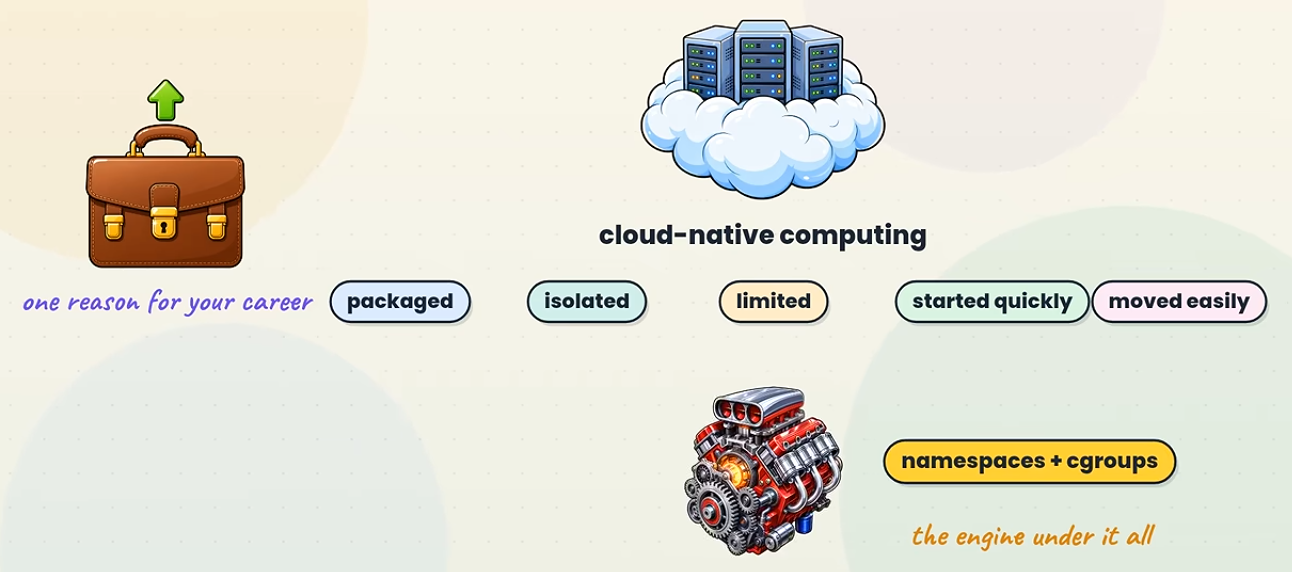 cloud-native computing
one reason for your career
packaged
isolated
limited
started quickly
moved easily
namespaces + cgroups
the engine under it all